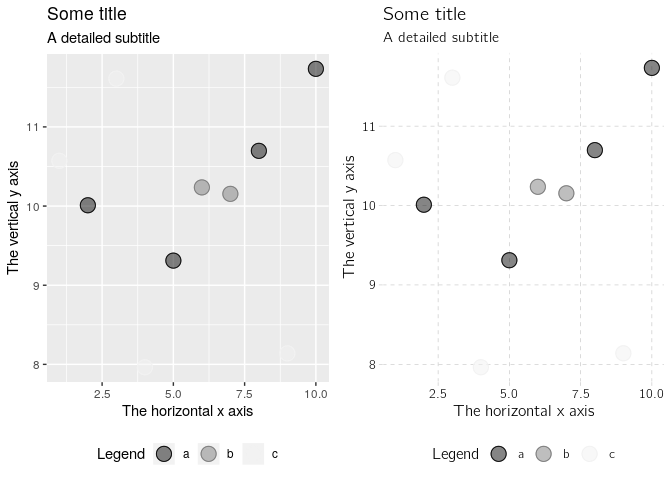 Some title
A detailed subtitle
The vertical y axis
11
10
9
8
2.5 5.0 7.5 10.0
The horizontal x axis
Legend a b c
Some title
A detailed subtitle
The vertical y axis
11
10
9
8
2.5 5.0 7.5 10.0
The horizontal x axis
Legend a b c